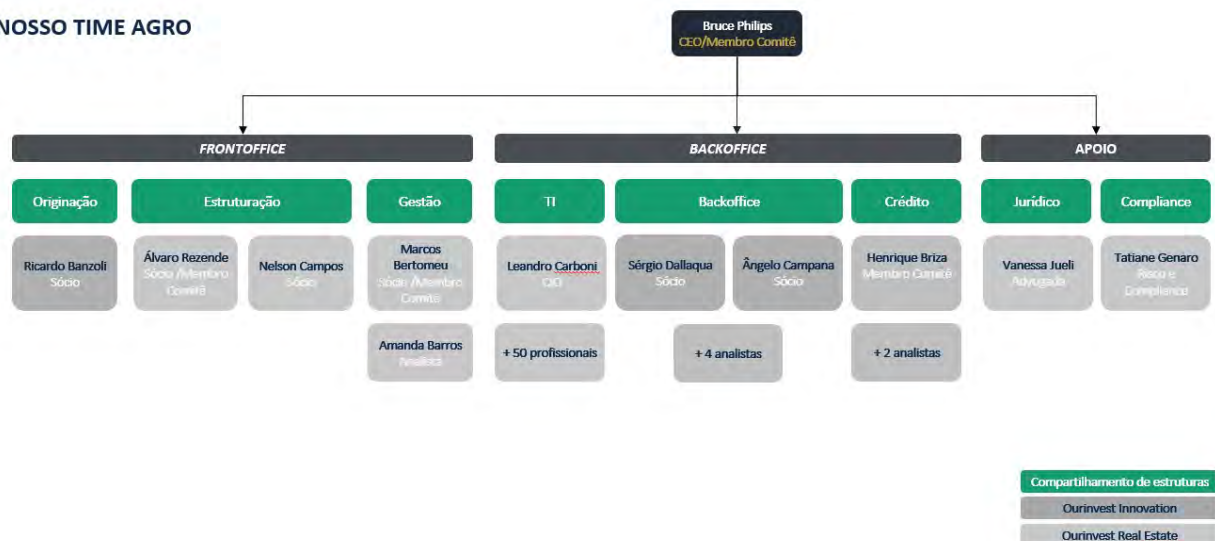 NOSSO TIME AGRO
Bruce Philips
CEO/Membro Comitê
FRONTOFFICE
BACKOFFICE
APOIO
Originação
Estruturação
Gestão
TI
Backoffice
Crédito
Jurídico
Compliance
Ricardo Banzoli
Sócio
Álvaro Rezende
Sócio /Membro
Comitê
Nelson Campos
Sócio
Marcos
Bertomeu
Sócio /Membro
Comitê
Leandro Carboni
CIO
Sérgio Dallaqua
Sócio
Ângelo Campana
Sócio
Henrique Briza
Membro Comitê
Vanessa Jueli
Advogada
Tatiane Genaro
Risco e
Compliance
Amanda Barros
Analista
+ 50 profissionais
+ 4 analistas
+ 2 analistas
Compartilhamento de estruturas
Ourinvest Innovation
Ourinvest Real Estate